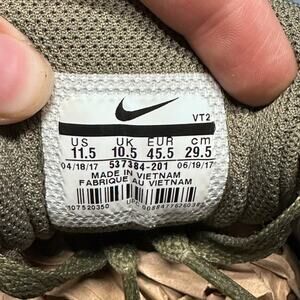 VT2
US UK EUR cm
11.5 10.5 45.5 29.5
04/18/17 537384-201 06/19/17
MADE IN VIETNAM
FABRIQUE AU VIETNAM